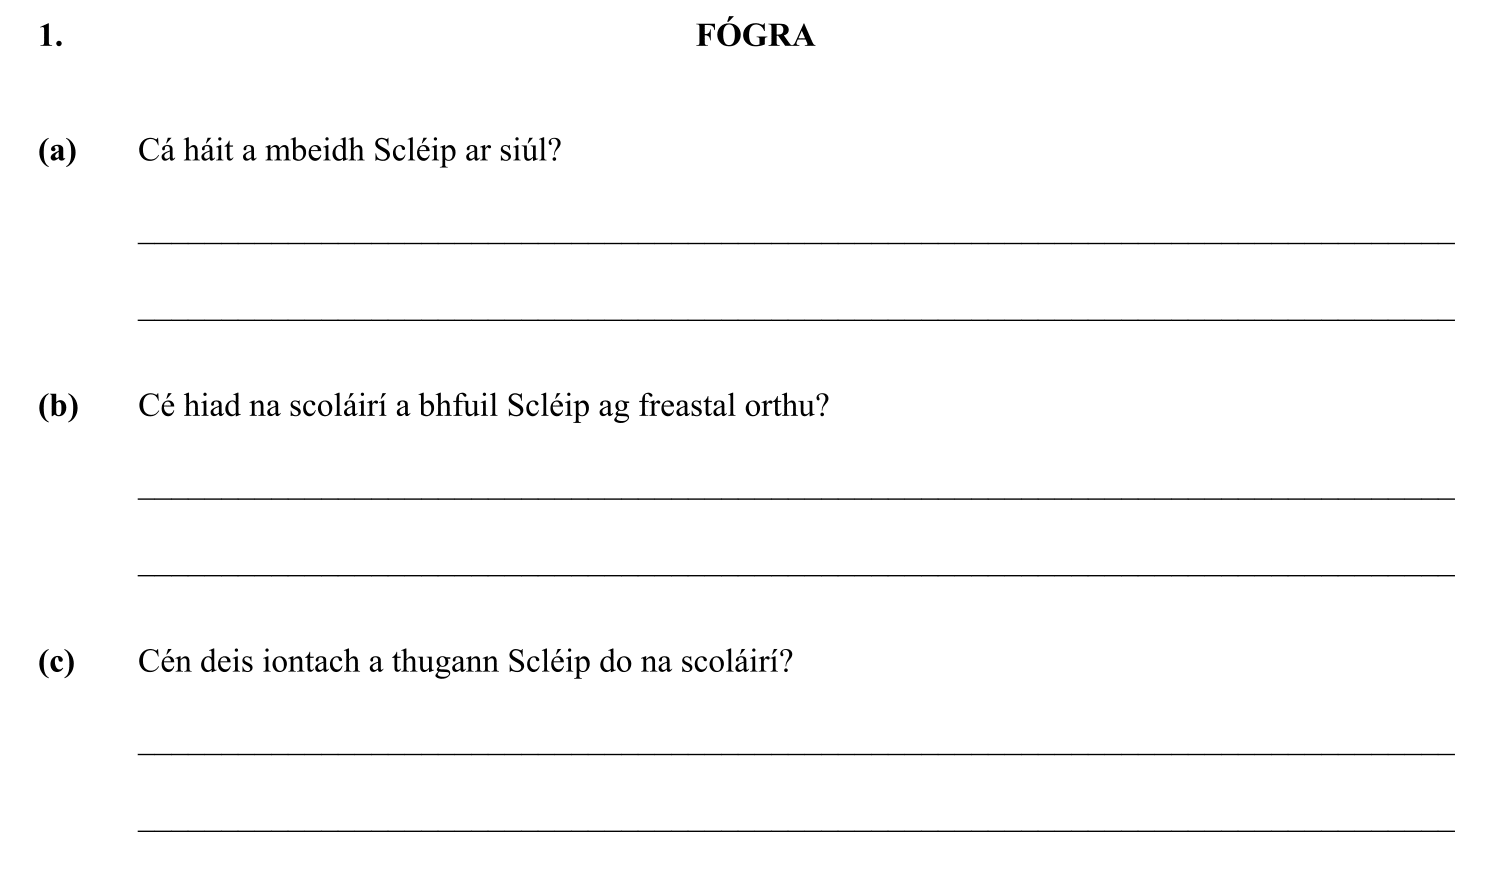 1. FÓGRA
(a) Cá háit a mbeidh Scléip ar siúl?
(b) Cé hiad na scoláirí a bhfuil Scléip ag freastal orthu?
(c) Cén deis iontach a thugann Scléip do na scoláirí?